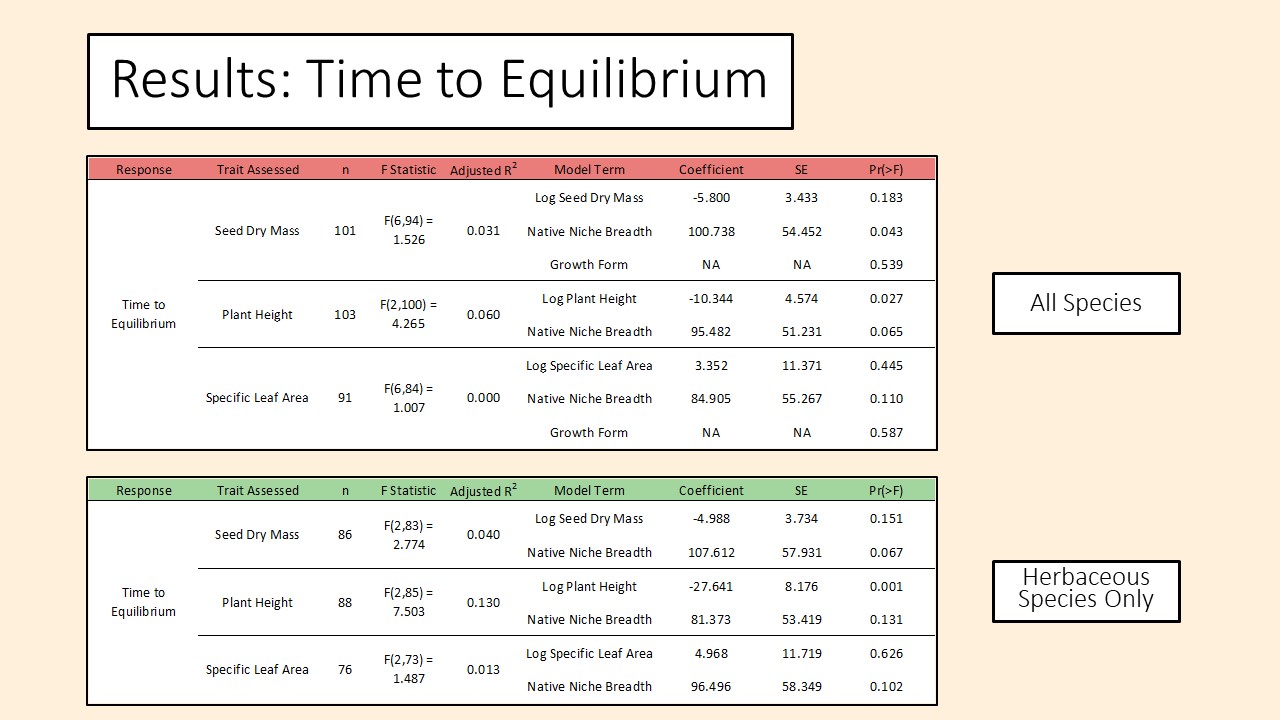 Results: Time to Equilibrium
Response Trait Assessed n F Statistic Adjusted R² Model Term Coefficient SE Pr(>F)
Time to Equilibrium
Seed Dry Mass 101 F(6,94) = 1.526 0.031
Log Seed Dry Mass -5.800 3.433 0.183
Native Niche Breadth 100.738 54.452 0.043
Growth Form NA NA 0.539
Plant Height 103 F(2,100) = 4.265 0.060
Log Plant Height -10.344 4.574 0.027
Native Niche Breadth 95.482 51.231 0.065
Specific Leaf Area 91 F(6,84) = 1.007 0.000
Log Specific Leaf Area 3.352 11.371 0.445
Native Niche Breadth 84.905 55.267 0.110
Growth Form NA NA 0.587
All Species
Response Trait Assessed n F Statistic Adjusted R² Model Term Coefficient SE Pr(>F)
Time to Equilibrium
Seed Dry Mass 86 F(2,83) = 2.774 0.040
Log Seed Dry Mass -4.988 3.734 0.151
Native Niche Breadth 107.612 57.931 0.067
Plant Height 88 F(2,85) = 7.503 0.130
Log Plant Height -27.641 8.176 0.001
Native Niche Breadth 81.373 53.419 0.131
Specific Leaf Area 76 F(2,73) = 1.487 0.013
Log Specific Leaf Area 4.968 11.719 0.626
Native Niche Breadth 96.496 58.349 0.102
Herbaceous
Species Only